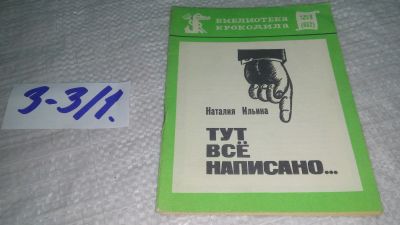 БИБЛИОТЕКА
КРОКОДИЛА
Наталия Ильина
ТУТ
ВСЁ
НАПИСАНО...
3-3/1.